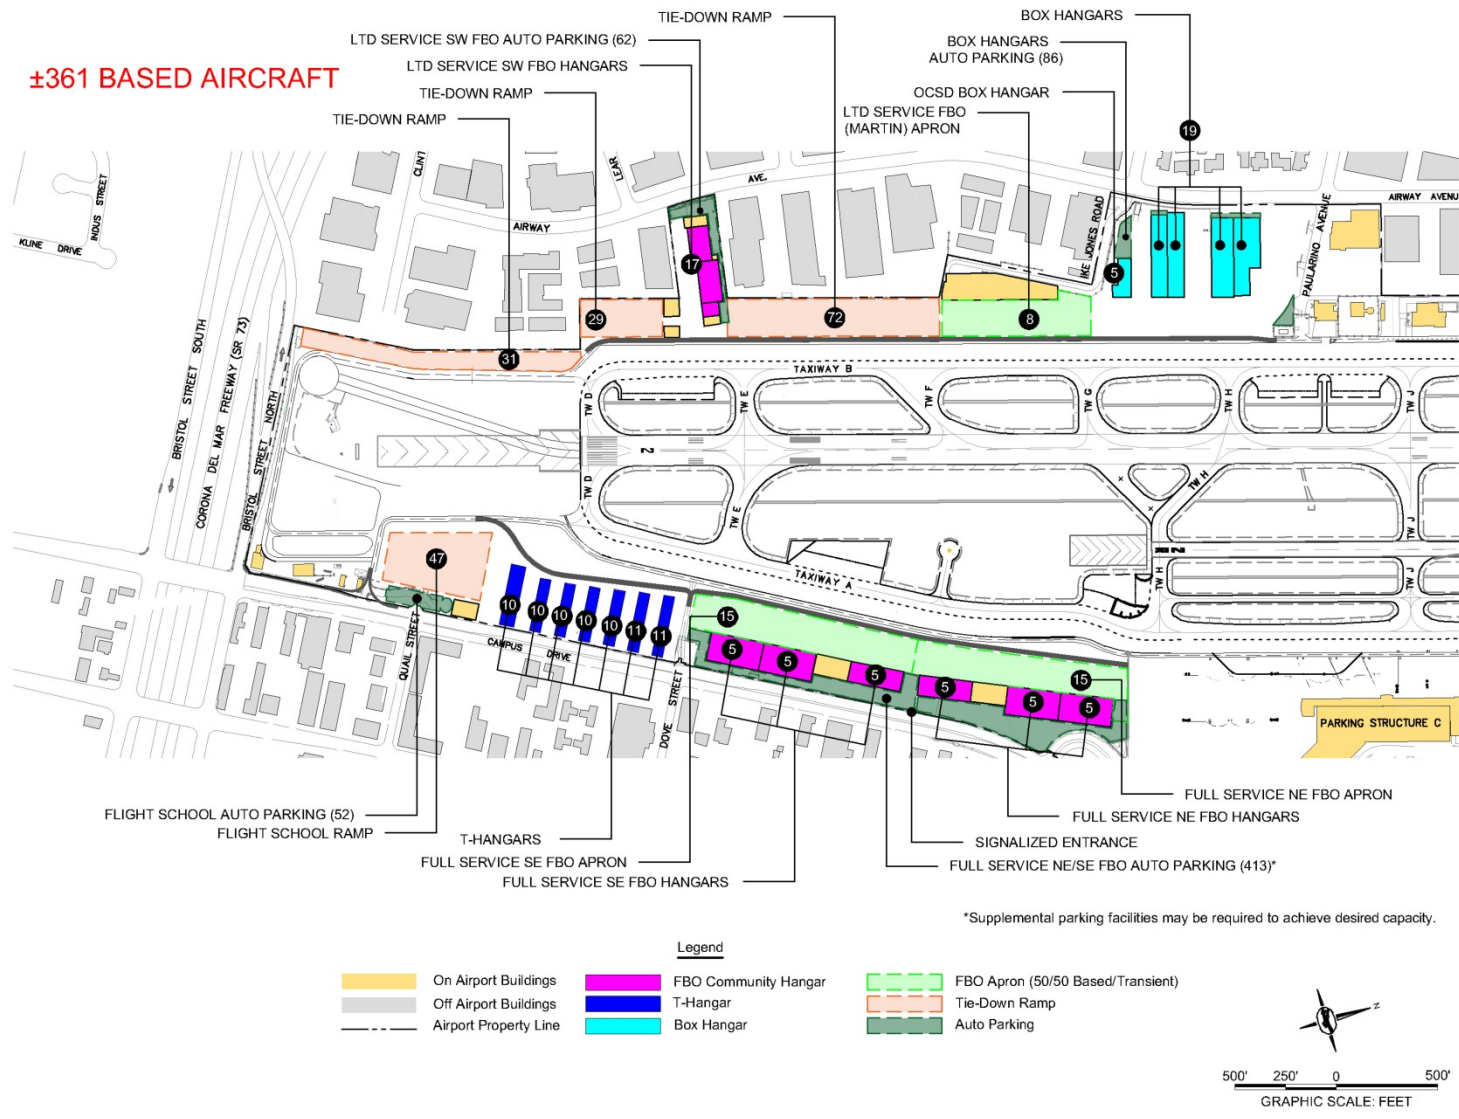 TIE-DOWN RAMP
BOX HANGARS
LTD SERVICE SW FBO AUTO PARKING (62)
BOX HANGARS
AUTO PARKING (86)
±361 BASED AIRCRAFT
LTD SERVICE SW FBO HANGARS
TIE-DOWN RAMP
OCSD BOX HANGAR
TIE-DOWN RAMP
LTD SERVICE FBO
(MARTIN) APRON
19
INDUS STREET
KLINE DRIVE
CLINT
LEAR
AIRWAY
AVE.
IKE JONES ROAD
PAULARINO AVENUE
AIRWAY AVENU
17
5
29
72
8
31
BRISTOL STREET SOUTH
CORONA DEL MAR FREEWAY (SR 73)
BRISTOL STREET NORTH
TAXIWAY B
TW D
TW E
TW F
TW G
TW H
TW J
TW D
TW E
TW H
TW J
TAXIWAY A
TW H
TW J
47
10
10
10
10
10
11
11
15
5
5
5
5
5
5
15
QUAIL STREET
CAMPUS DRIVE
DOVE STREET
PARKING STRUCTURE C
FLIGHT SCHOOL AUTO PARKING (52)
FLIGHT SCHOOL RAMP
T-HANGARS
FULL SERVICE SE FBO APRON
FULL SERVICE SE FBO HANGARS
FULL SERVICE NE FBO APRON
FULL SERVICE NE FBO HANGARS
SIGNALIZED ENTRANCE
FULL SERVICE NE/SE FBO AUTO PARKING (413)*
*Supplemental parking facilities may be required to achieve desired capacity.
Legend
On Airport Buildings
Off Airport Buildings
Airport Property Line
FBO Community Hangar
T-Hangar
Box Hangar
FBO Apron (50/50 Based/Transient)
Tie-Down Ramp
Auto Parking
500' 250' 0 500'
GRAPHIC SCALE: FEET